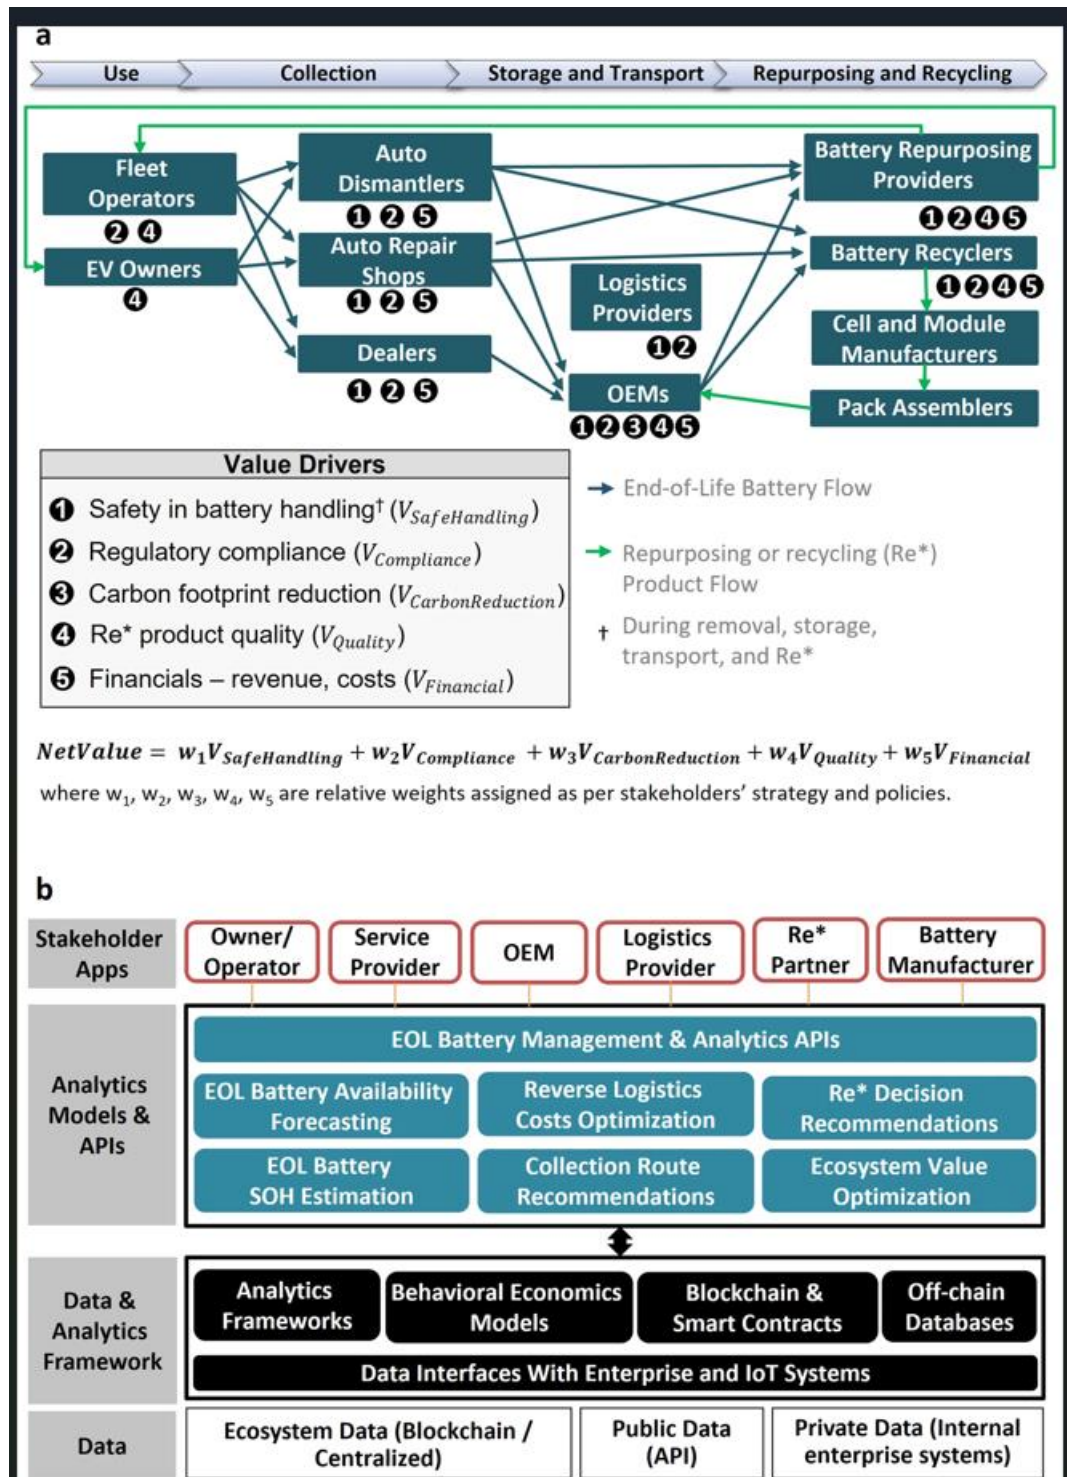 a
Use
Collection
Storage and Transport
Repurposing and Recycling
Fleet
Operators
❷ ❹
EV Owners
❹
Auto
Dismantlers
❶ ❷ ❺
Auto Repair
Shops
❶ ❷ ❺
Dealers
❶ ❷ ❺
Logistics
Providers
❶❷
OEMs
❶❷❸❹❺
Battery Repurposing
Providers
❶❷❹❺
Battery Recyclers
❶❷❹❺
Cell and Module
Manufacturers
Pack Assemblers
Value Drivers
❶ Safety in battery handling† (V_SafeHandling)
❷ Regulatory compliance (V_Compliance)
❸ Carbon footprint reduction (V_CarbonReduction)
❹ Re* product quality (V_Quality)
❺ Financials – revenue, costs (V_Financial)
End-of-Life Battery Flow
Repurposing or recycling (Re*)
Product Flow
† During removal, storage,
transport, and Re*
NetValue = w₁V_SafeHandling + w₂V_Compliance + w₃V_CarbonReduction + w₄V_Quality + w₅V_Financial
where w₁, w₂, w₃, w₄, w₅ are relative weights assigned as per stakeholders' strategy and policies.
b
Stakeholder
Apps
Owner/
Operator
Service
Provider
OEM
Logistics
Provider
Re*
Partner
Battery
Manufacturer
Analytics
Models &
APIs
EOL Battery Management & Analytics APIs
EOL Battery Availability
Forecasting
Reverse Logistics
Costs Optimization
Re* Decision
Recommendations
EOL Battery
SOH Estimation
Collection Route
Recommendations
Ecosystem Value
Optimization
Data &
Analytics
Framework
Analytics
Frameworks
Behavioral Economics
Models
Blockchain &
Smart Contracts
Off-chain
Databases
Data Interfaces With Enterprise and IoT Systems
Data
Ecosystem Data (Blockchain /
Centralized)
Public Data
(API)
Private Data (Internal
enterprise systems)